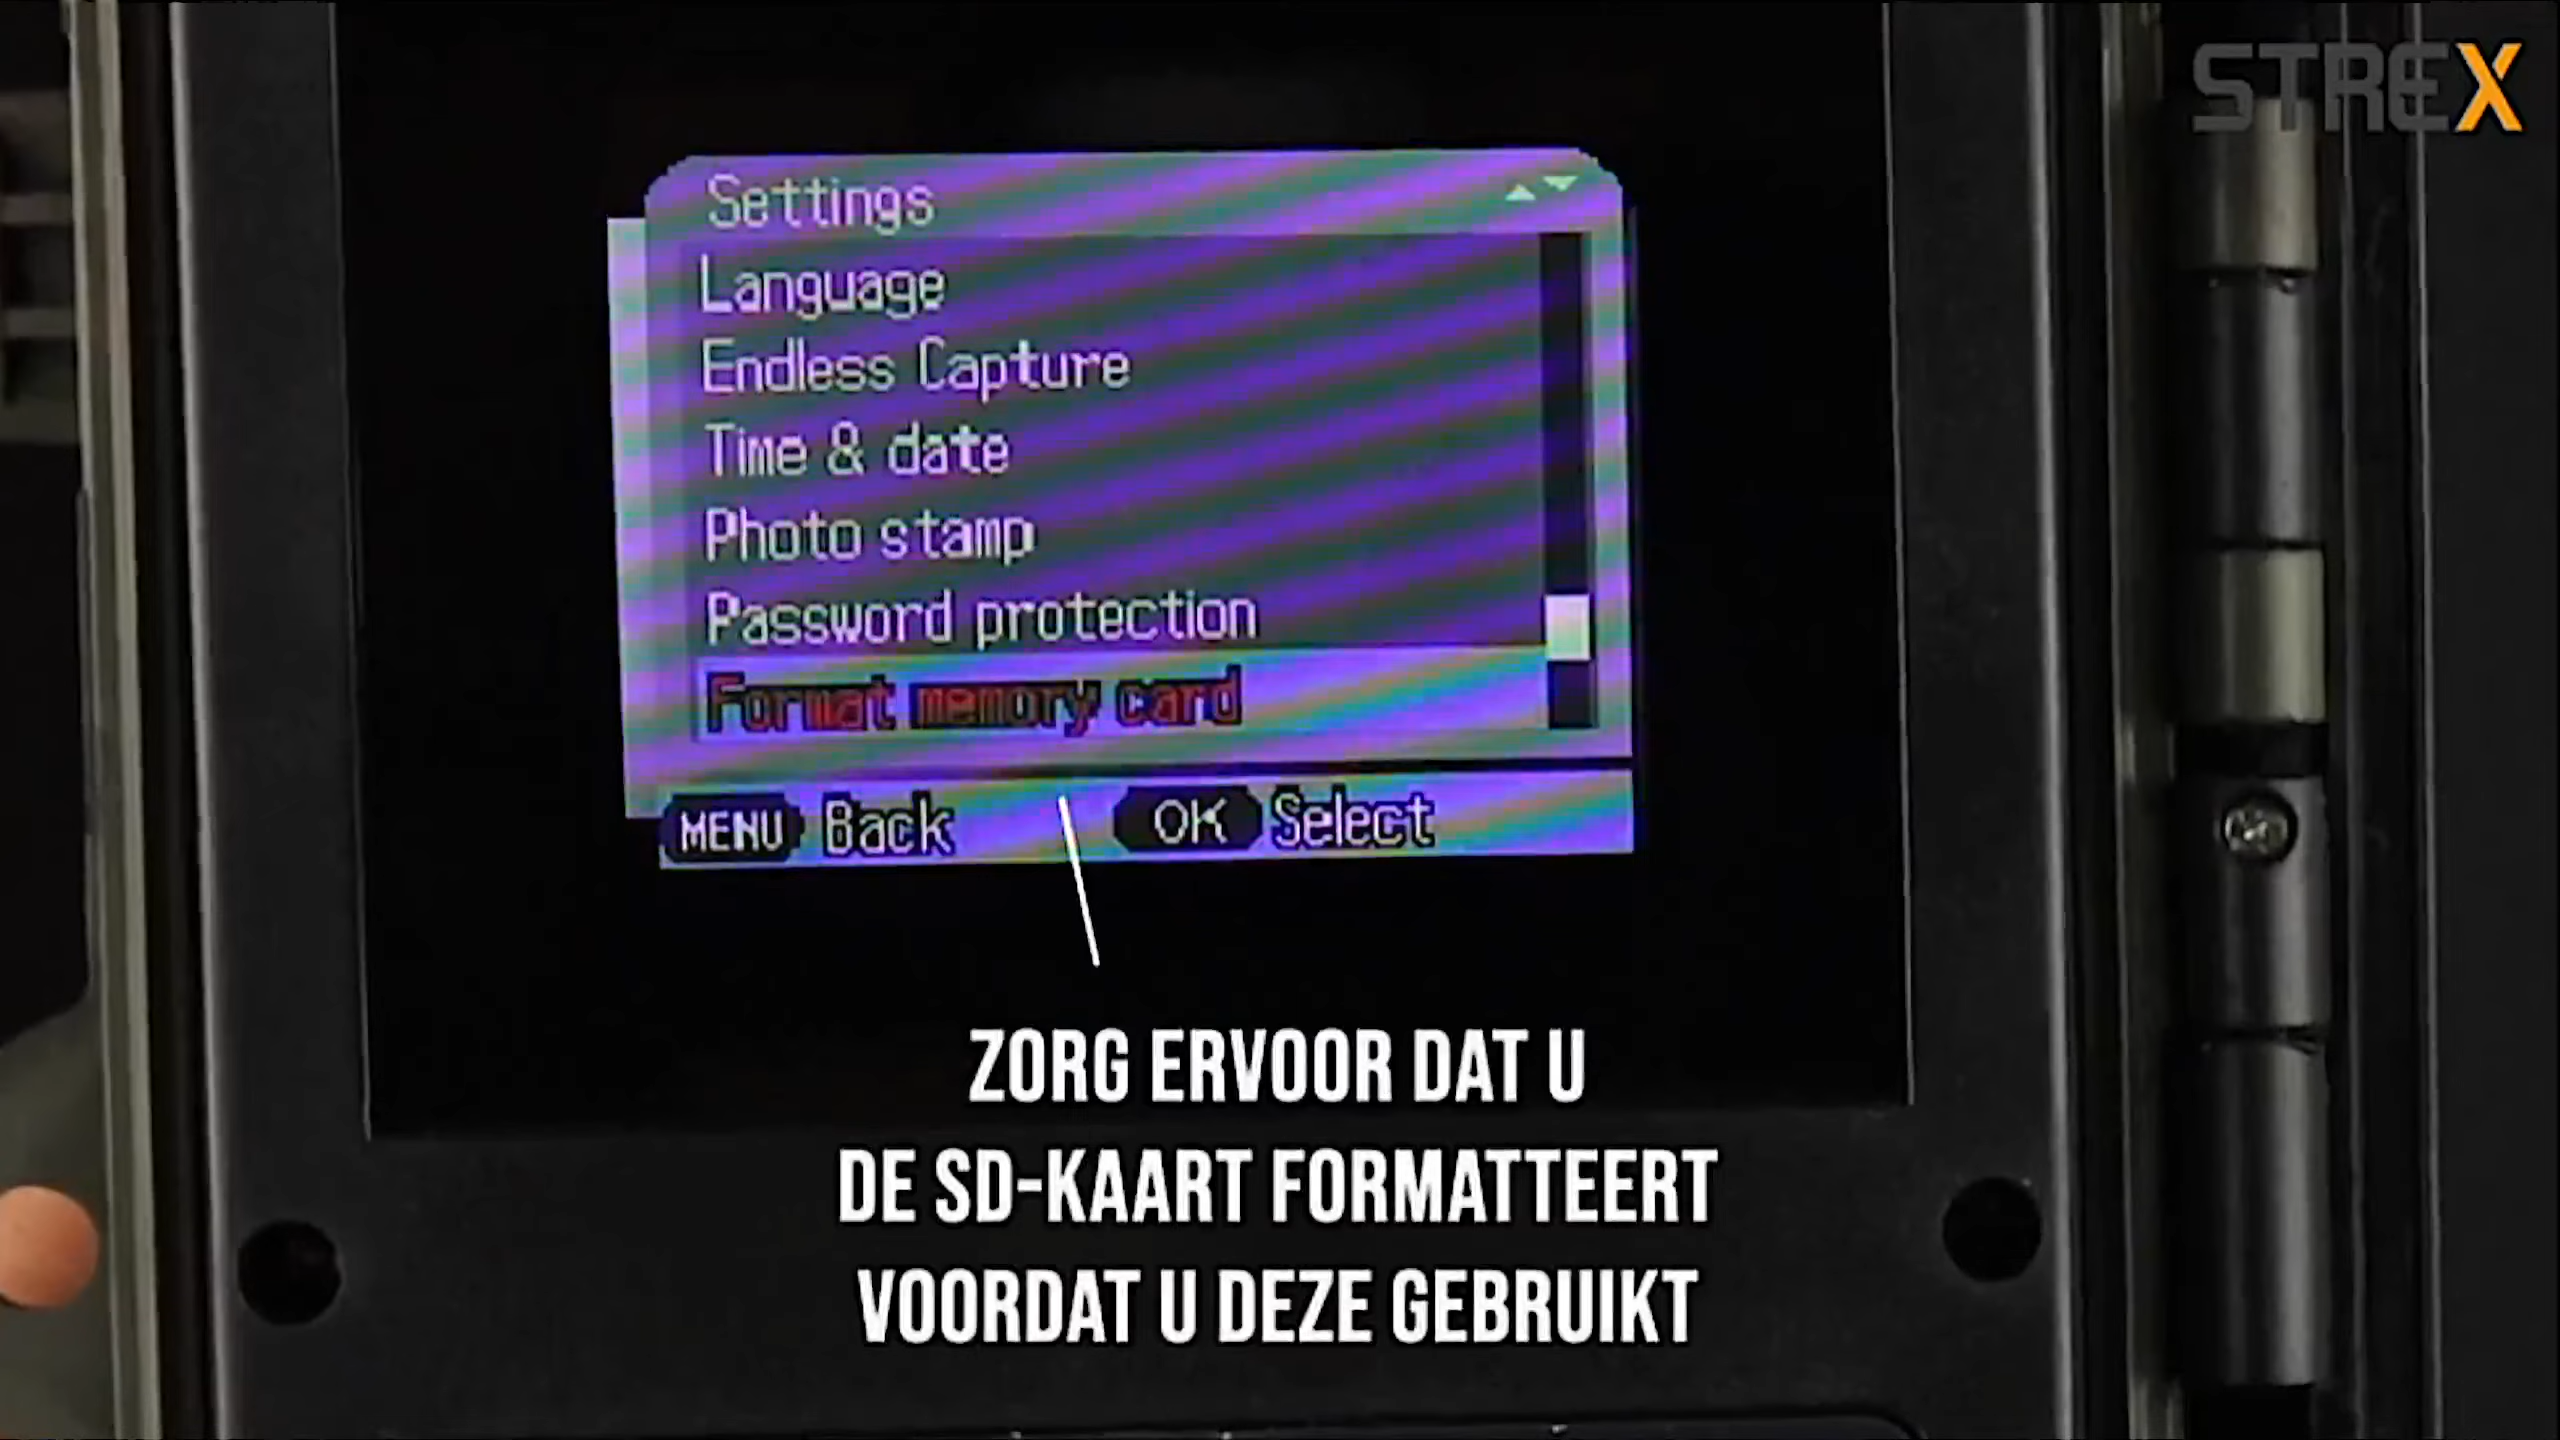 STREX
Settings
Language
Endless Capture
Time & date
Photo stamp
Password protection
Format memory card
MENU Back OK Select
ZORG ERVOOR DAT U
DE SD-KAART FORMATTEERT
VOORDAT U DEZE GEBRUIKT